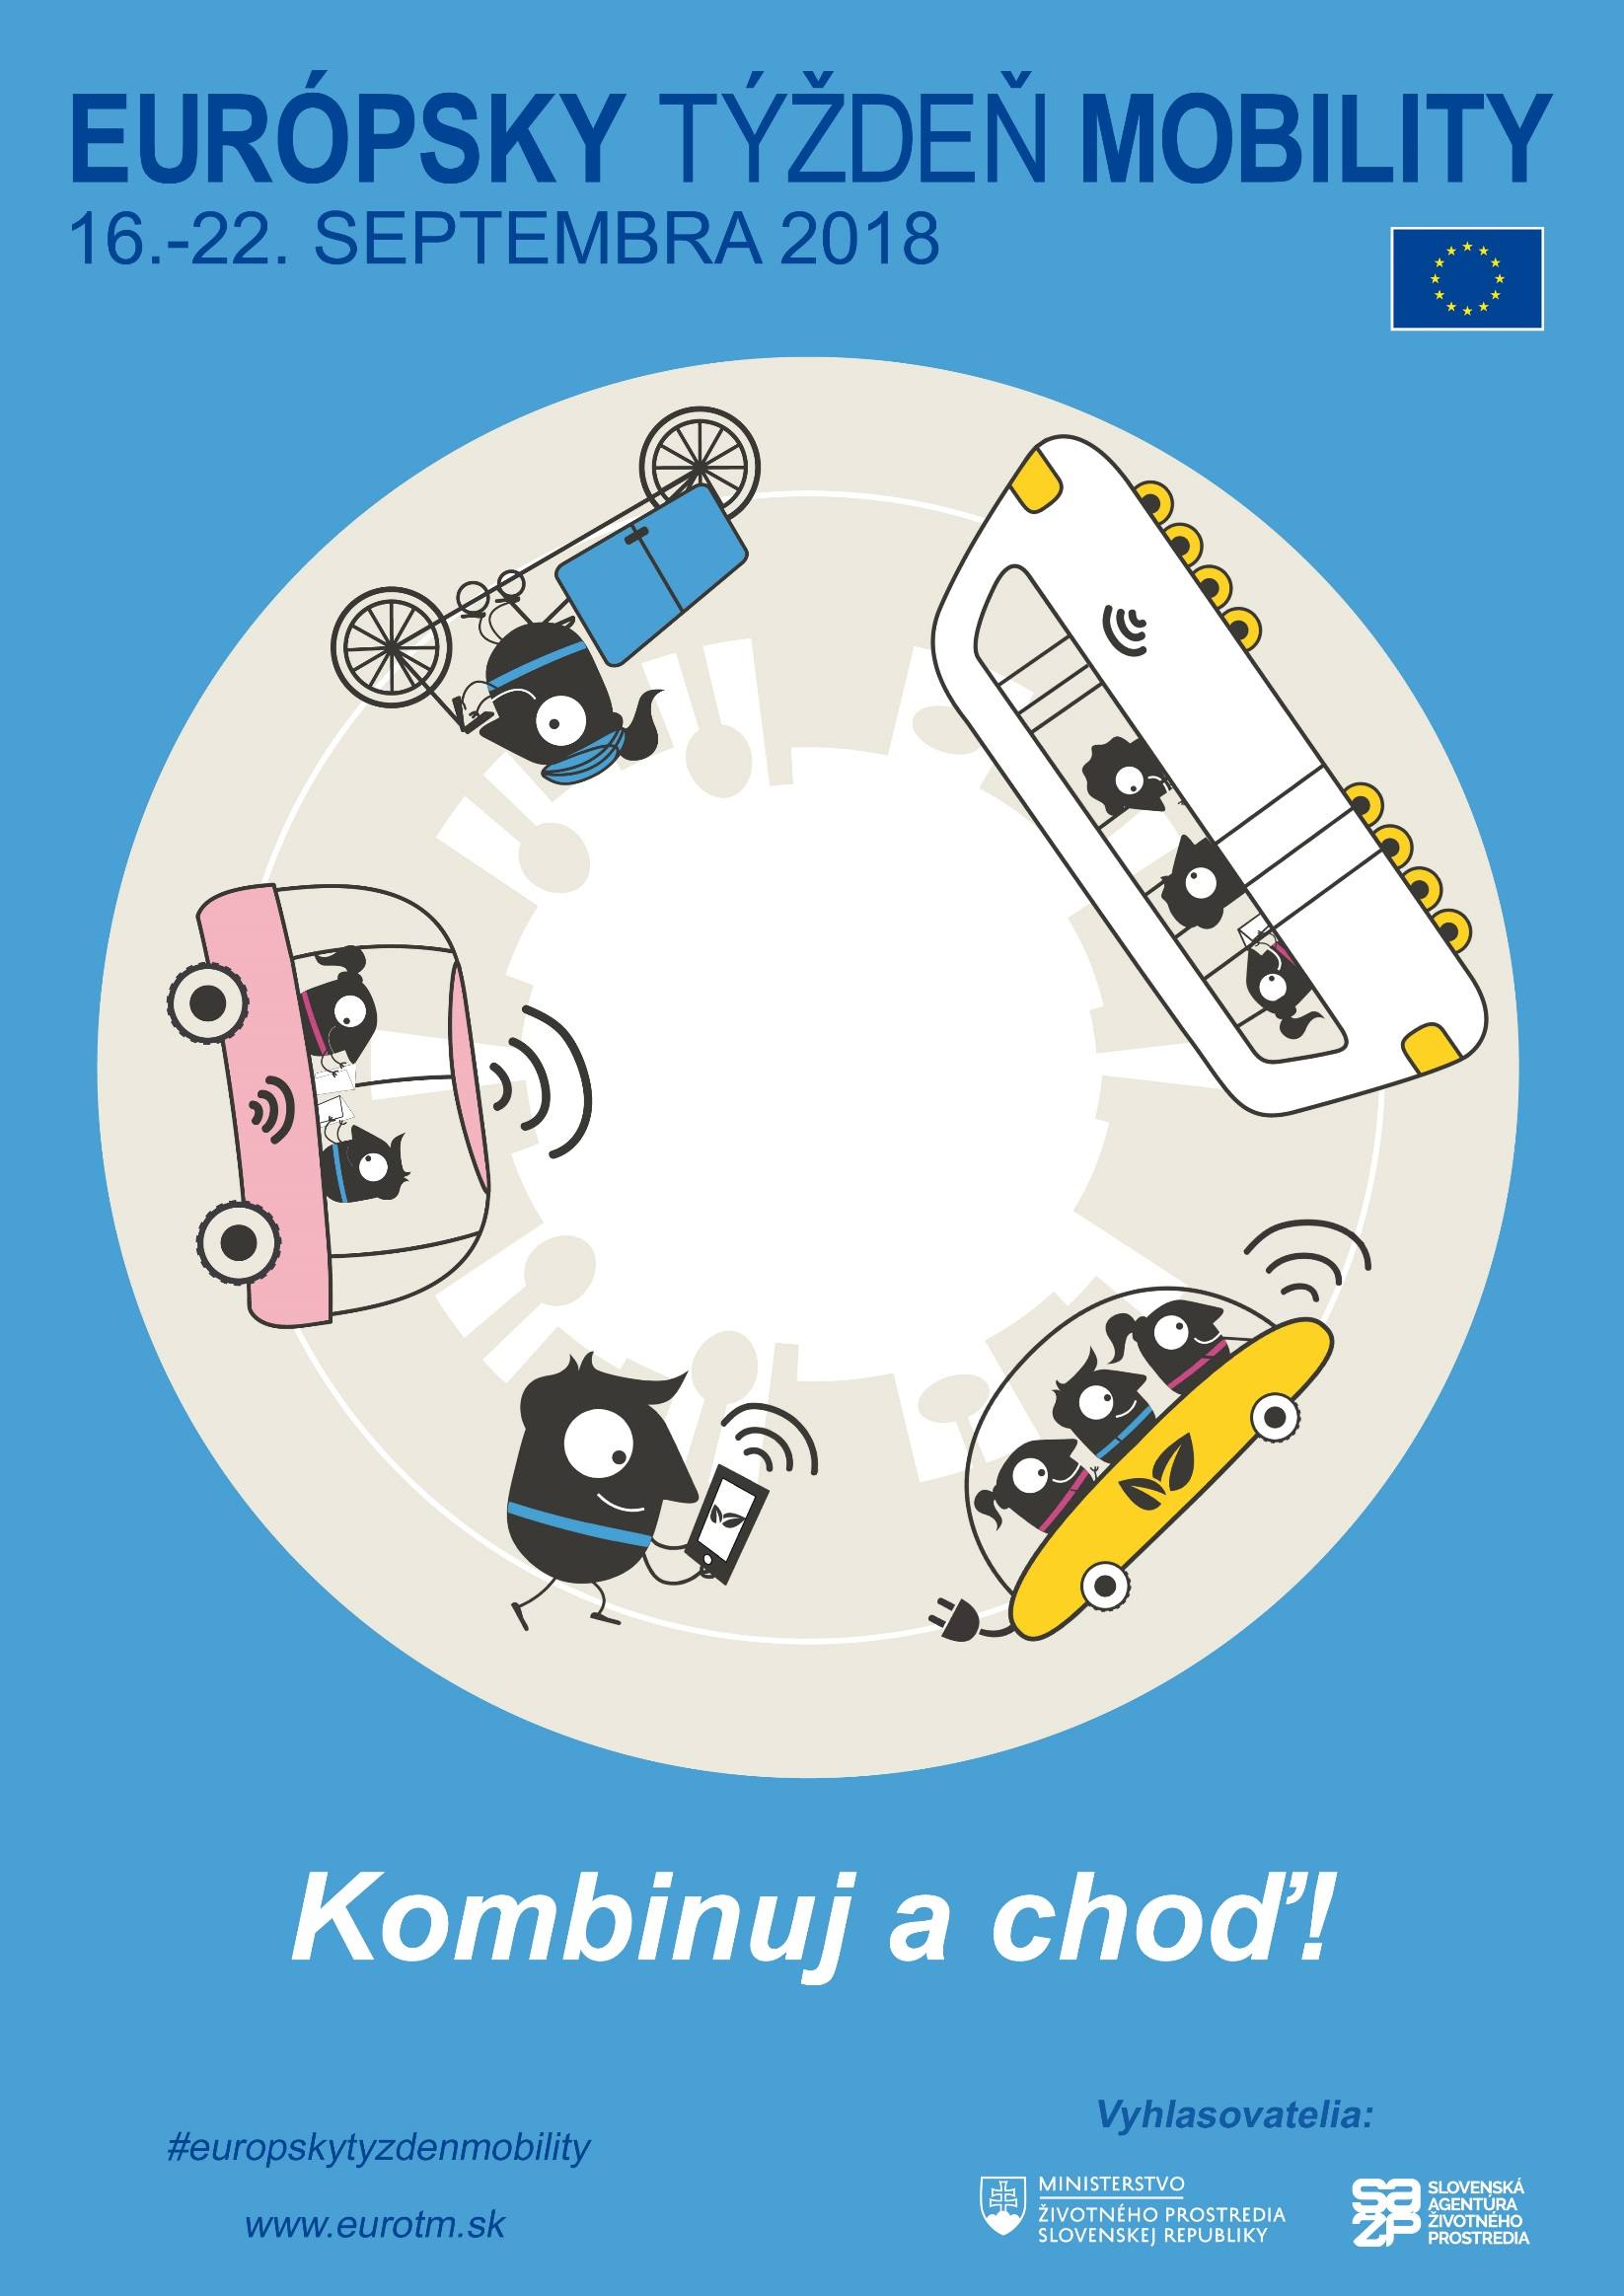 EURÓPSKY TÝŽDEŇ MOBILITY
16.-22. SEPTEMBRA 2018
Kombinuj a choď!
#europskytyzdenmobility
www.eurotm.sk
Vyhlasovatelia:
MINISTERSTVO
ŽIVOTNÉHO PROSTREDIA
SLOVENSKEJ REPUBLIKY
sažp
SLOVENSKÁ
AGENTÚRA
ŽIVOTNÉHO
PROSTREDIA